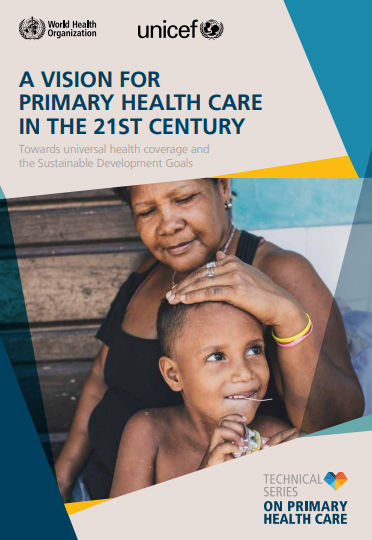 World Health
Organization
unicef
A VISION FOR
PRIMARY HEALTH CARE
IN THE 21ST CENTURY
Towards universal health coverage and
the Sustainable Development Goals
TECHNICAL
SERIES
ON PRIMARY
HEALTH CARE